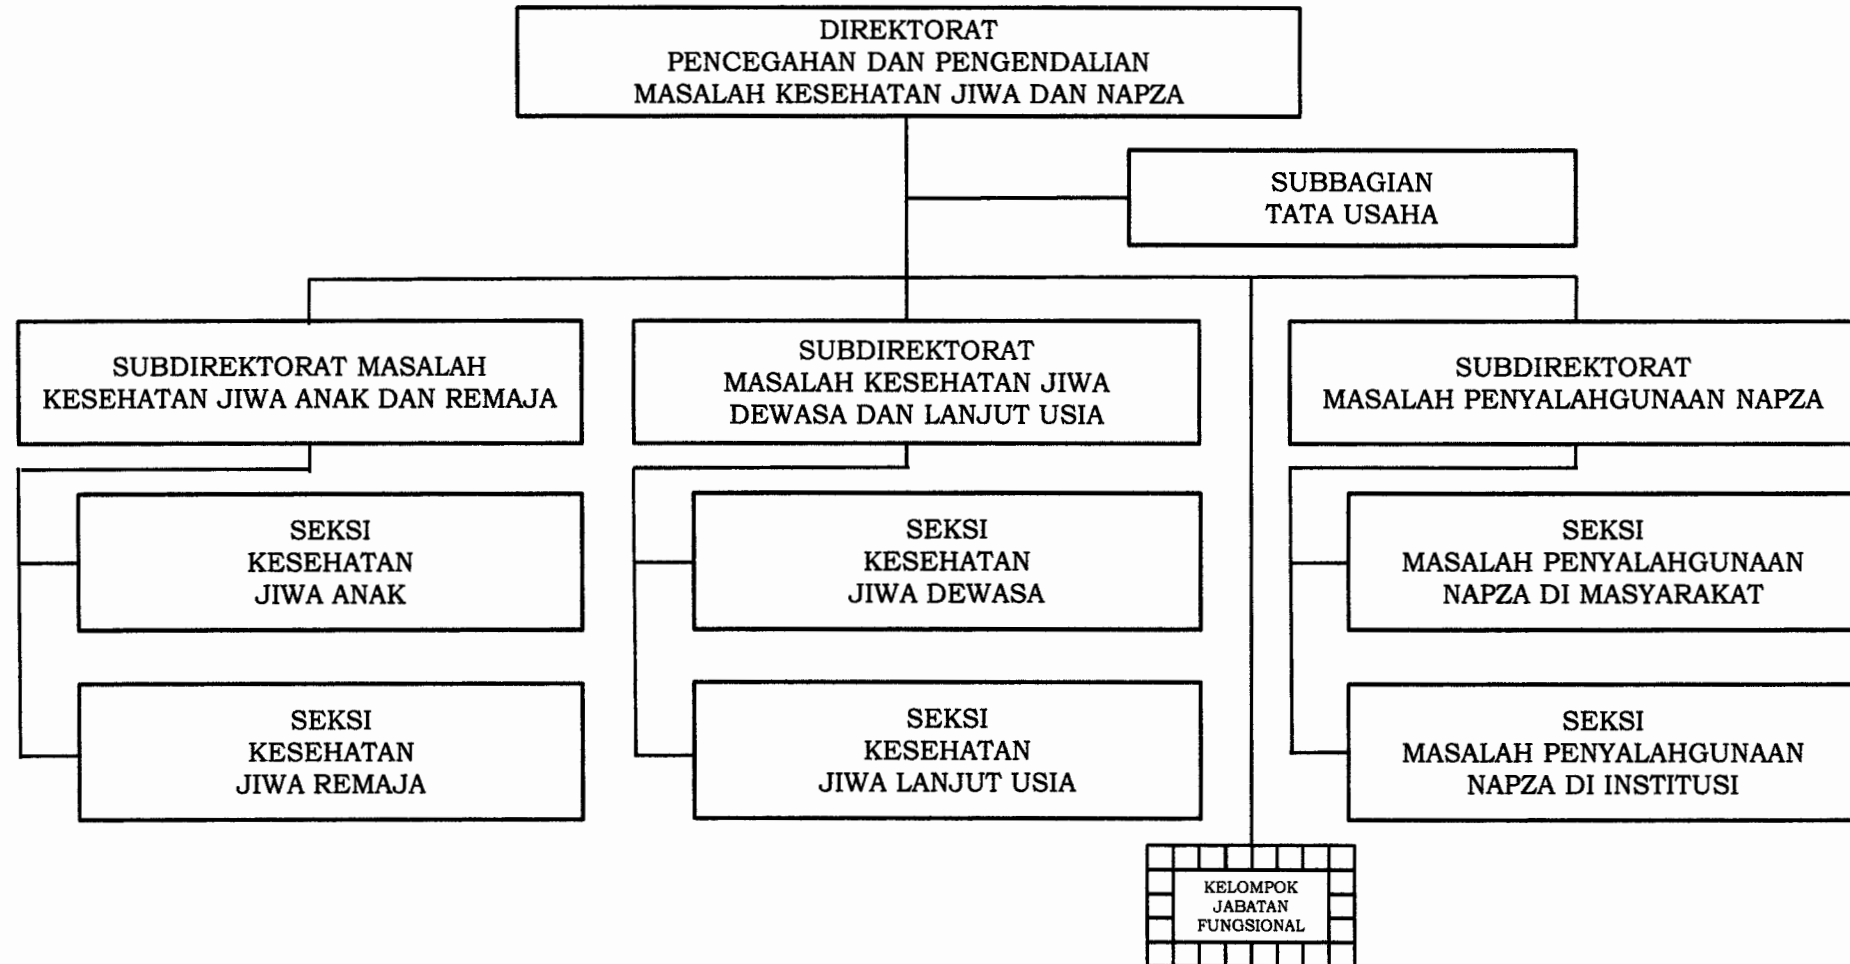 DIREKTORAT
PENCEGAHAN DAN PENGENDALIAN
MASALAH KESEHATAN JIWA DAN NAPZA
SUBBAGIAN
TATA USAHA
SUBDIREKTORAT MASALAH
KESEHATAN JIWA ANAK DAN REMAJA
SUBDIREKTORAT
MASALAH KESEHATAN JIWA
DEWASA DAN LANJUT USIA
SUBDIREKTORAT
MASALAH PENYALAHGUNAAN NAPZA
SEKSI
KESEHATAN
JIWA ANAK
SEKSI
KESEHATAN
JIWA DEWASA
SEKSI
MASALAH PENYALAHGUNAAN
NAPZA DI MASYARAKAT
SEKSI
KESEHATAN
JIWA REMAJA
SEKSI
KESEHATAN
JIWA LANJUT USIA
SEKSI
MASALAH PENYALAHGUNAAN
NAPZA DI INSTITUSI
KELOMPOK
JABATAN
FUNGSIONAL